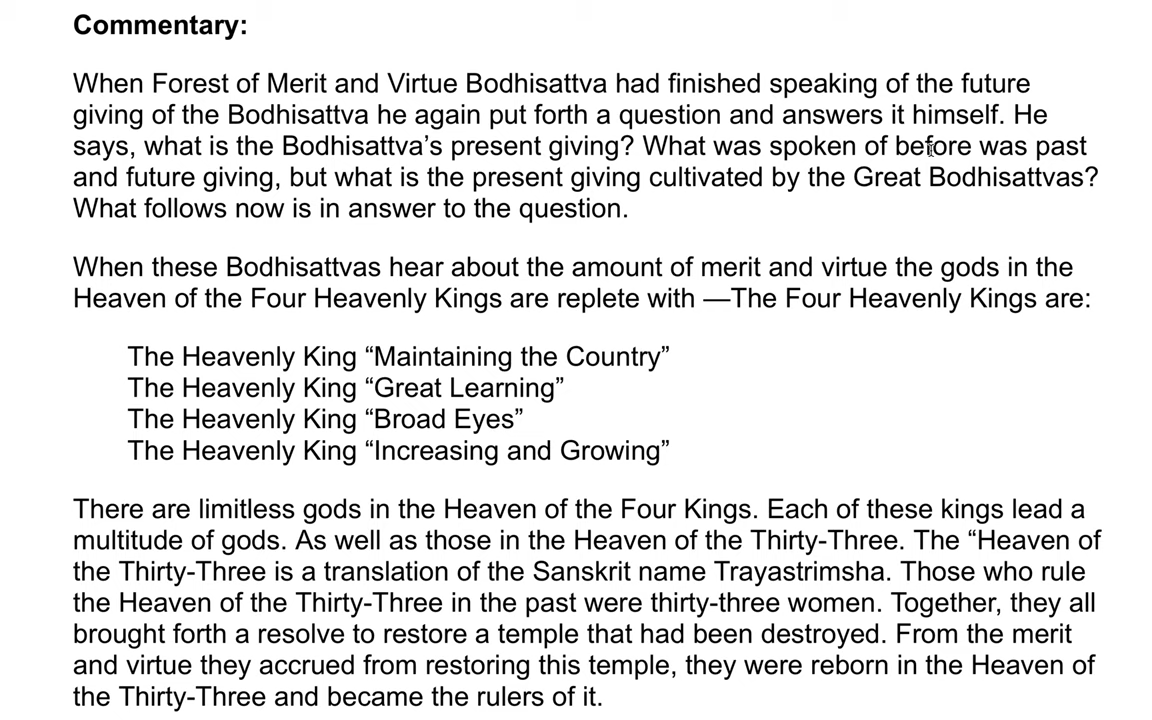 Commentary:
When Forest of Merit and Virtue Bodhisattva had finished speaking of the future
giving of the Bodhisattva he again put forth a question and answers it himself. He
says, what is the Bodhisattva’s present giving? What was spoken of before was past
and future giving, but what is the present giving cultivated by the Great Bodhisattvas?
What follows now is in answer to the question.
When these Bodhisattvas hear about the amount of merit and virtue the gods in the
Heaven of the Four Heavenly Kings are replete with —The Four Heavenly Kings are:
The Heavenly King “Maintaining the Country”
The Heavenly King “Great Learning”
The Heavenly King “Broad Eyes”
The Heavenly King “Increasing and Growing”
There are limitless gods in the Heaven of the Four Kings. Each of these kings lead a
multitude of gods. As well as those in the Heaven of the Thirty-Three. The “Heaven of
the Thirty-Three is a translation of the Sanskrit name Trayastrimsha. Those who rule
the Heaven of the Thirty-Three in the past were thirty-three women. Together, they all
brought forth a resolve to restore a temple that had been destroyed. From the merit
and virtue they accrued from restoring this temple, they were reborn in the Heaven of
the Thirty-Three and became the rulers of it.